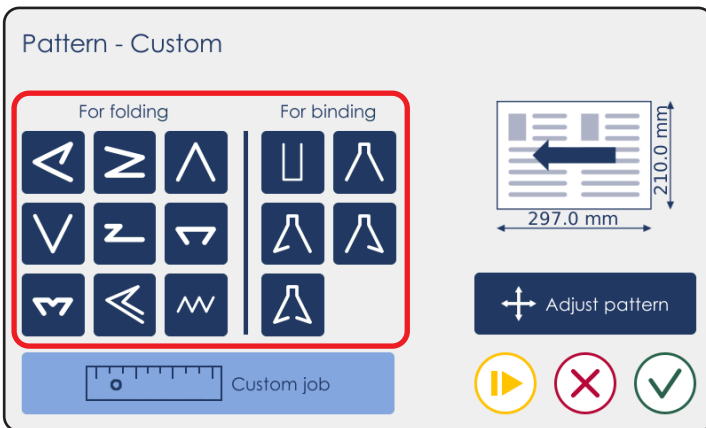 Pattern - Custom
For folding
For binding
210.0 mm
297.0 mm
Adjust pattern
Custom job